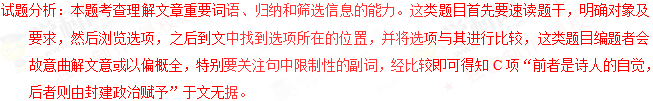 试题分析：本题考查理解文章重要词语、归纳和筛选信息的能力。这类题目首先要速读题干，明确对象及
要求，然后浏览选项，之后到文中找到选项所在的位置，并将选项与其进行比较，这类题目编题者会
故意曲解文意或以偏概全，特别要关注句中限制性的副词，经比较即可得知 C 项“前者是诗人的自觉，
后者则由封建政治赋予”于文无据。